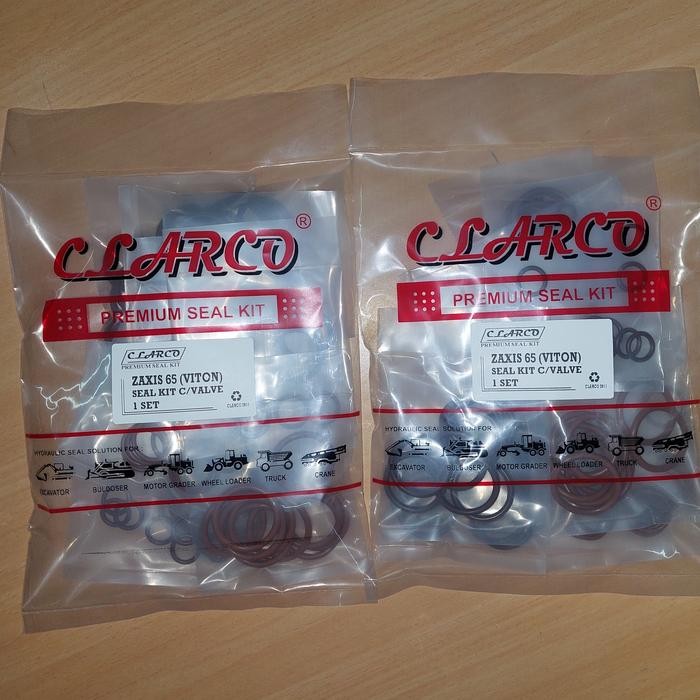 CLARCO ®
PREMIUM SEAL KIT
CLARCO
PREMIUM SEAL KIT
ZAXIS 65 (VITON)
SEAL KIT C/VALVE
1 SET
HYDRAULIC SEAL SOLUTION FOR
EXCAVATOR BULDOSER MOTOR GRADER WHEEL LOADER TRUCK CRANE
CLARCO ®
PREMIUM SEAL KIT
CLARCO
PREMIUM SEAL KIT
ZAXIS 65 (VITON)
SEAL KIT C/VALVE
1 SET
HYDRAULIC SEAL SOLUTION FOR
EXCAVATOR BULDOSER MOTOR GRADER WHEEL LOADER TRUCK CRANE